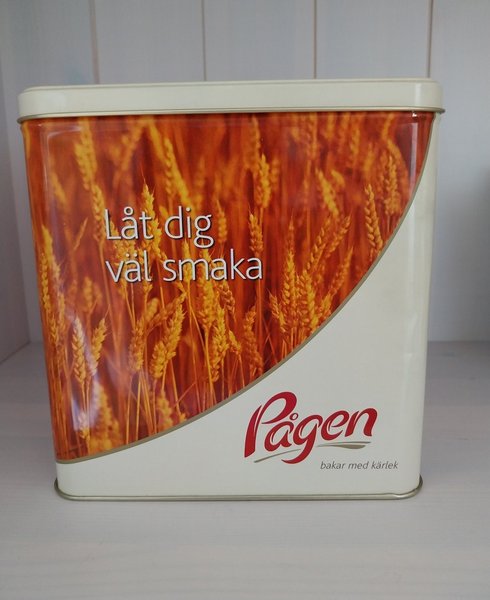 Låt dig
väl smaka
Pågen
bakar med kärlek